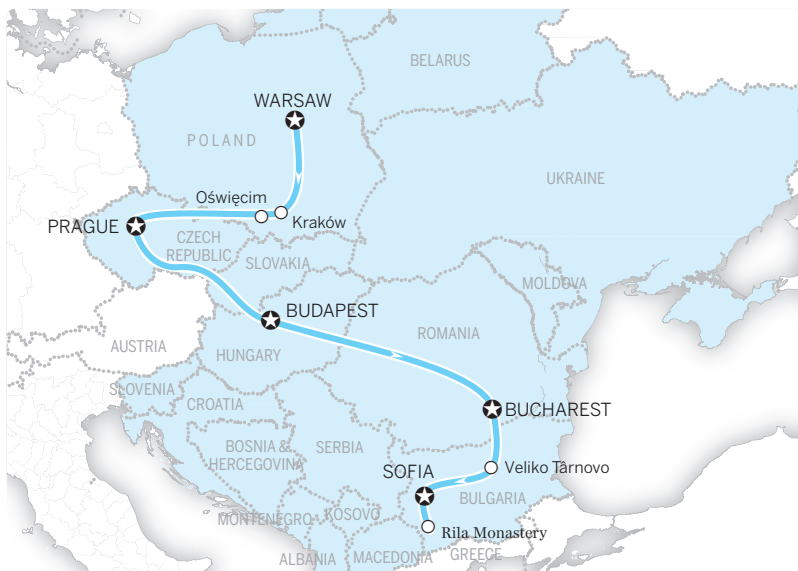 BELARUS
WARSAW
POLAND
UKRAINE
Oświęcim
Kraków
PRAGUE
CZECH
REPUBLIC
SLOVAKIA
MOLDOVA
BUDAPEST
ROMANIA
AUSTRIA
HUNGARY
SLOVENIA
CROATIA
BUCHAREST
BOSNIA &
HERCEGOVINA
SERBIA
Veliko Târnovo
SOFIA
BULGARIA
MONTENEGRO
KOSOVO
Rila Monastery
ALBANIA
MACEDONIA
GREECE